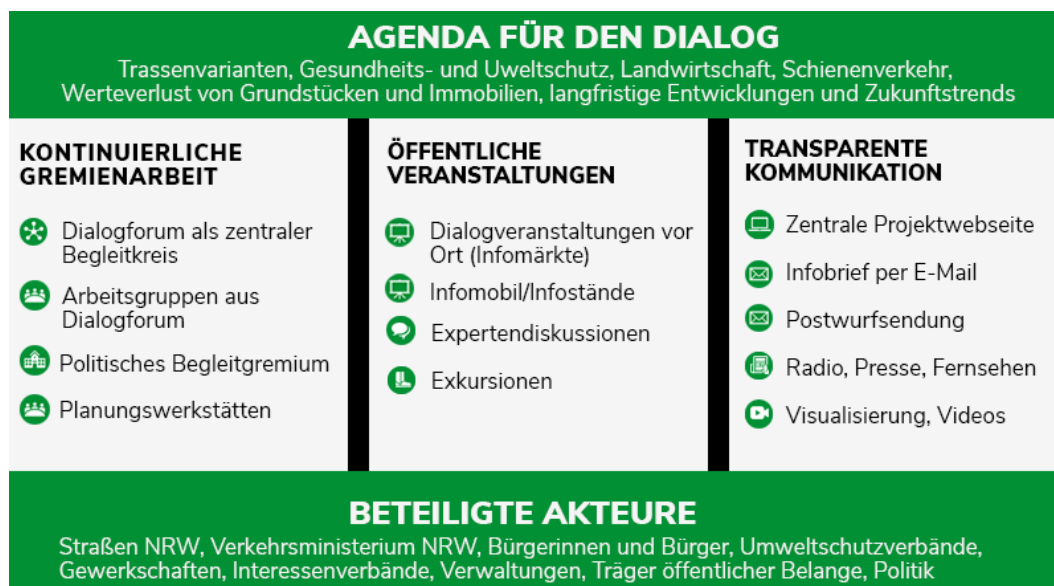 AGENDA FÜR DEN DIALOG
Trassenvarianten, Gesundheits- und Uweltschutz, Landwirtschaft, Schienenverkehr,
Werteverlust von Grundstücken und Immobilien, langfristige Entwicklungen und Zukunftstrends
KONTINUIERLICHE
GREMIENARBEIT
Dialogforum als zentraler
Begleitkreis
Arbeitsgruppen aus
Dialogforum
Politisches Begleitgremium
Planungswerkstätten
ÖFFENTLICHE
VERANSTALTUNGEN
Dialogveranstaltungen vor
Ort (Infomärkte)
Infomobil/Infostände
Expertendiskussionen
Exkursionen
TRANSPARENTE
KOMMUNIKATION
Zentrale Projektwebseite
Infobrief per E-Mail
Postwurfsendung
Radio, Presse, Fernsehen
Visualisierung, Videos
BETEILIGTE AKTEURE
Straßen NRW, Verkehrsministerium NRW, Bürgerinnen und Bürger, Umweltschutzverbände,
Gewerkschaften, Interessenverbände, Verwaltungen, Träger öffentlicher Belange, Politik